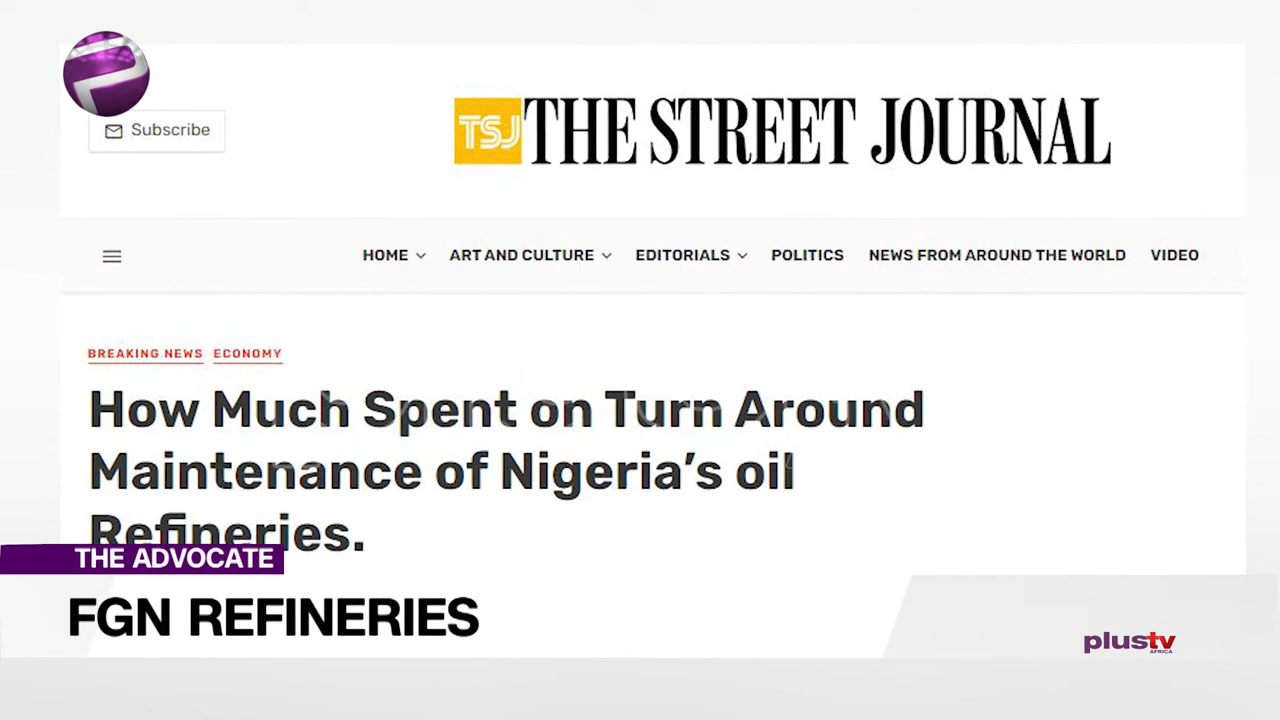 Subscribe
TSJ THE STREET JOURNAL
HOME ART AND CULTURE EDITORIALS POLITICS NEWS FROM AROUND THE WORLD VIDEO
BREAKING NEWS ECONOMY
How Much Spent on Turn Around
Maintenance of Nigeria’s oil
Refineries.
THE ADVOCATE
FGN REFINERIES
plustv
AFRICA